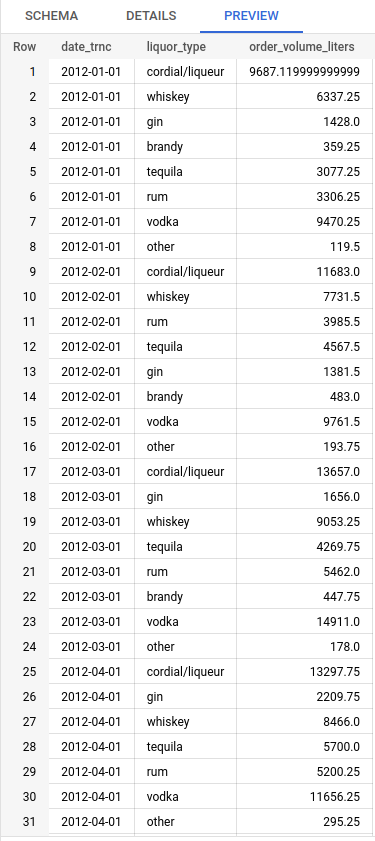 SCHEMA DETAILS PREVIEW
Row date_trnc liquor_type order_volume_liters
1 2012-01-01 cordial/liqueur 9687.119999999999
2 2012-01-01 whiskey 6337.25
3 2012-01-01 gin 1428.0
4 2012-01-01 brandy 359.25
5 2012-01-01 tequila 3077.25
6 2012-01-01 rum 3306.25
7 2012-01-01 vodka 9470.25
8 2012-01-01 other 119.5
9 2012-02-01 cordial/liqueur 11683.0
10 2012-02-01 whiskey 7731.5
11 2012-02-01 rum 3985.5
12 2012-02-01 tequila 4567.5
13 2012-02-01 gin 1381.5
14 2012-02-01 brandy 483.0
15 2012-02-01 vodka 9761.5
16 2012-02-01 other 193.75
17 2012-03-01 cordial/liqueur 13657.0
18 2012-03-01 gin 1656.0
19 2012-03-01 whiskey 9053.25
20 2012-03-01 tequila 4269.75
21 2012-03-01 rum 5462.0
22 2012-03-01 brandy 447.75
23 2012-03-01 vodka 14911.0
24 2012-03-01 other 178.0
25 2012-04-01 cordial/liqueur 13297.75
26 2012-04-01 gin 2209.75
27 2012-04-01 whiskey 8466.0
28 2012-04-01 tequila 5700.0
29 2012-04-01 rum 5200.25
30 2012-04-01 vodka 11656.25
31 2012-04-01 other 295.25